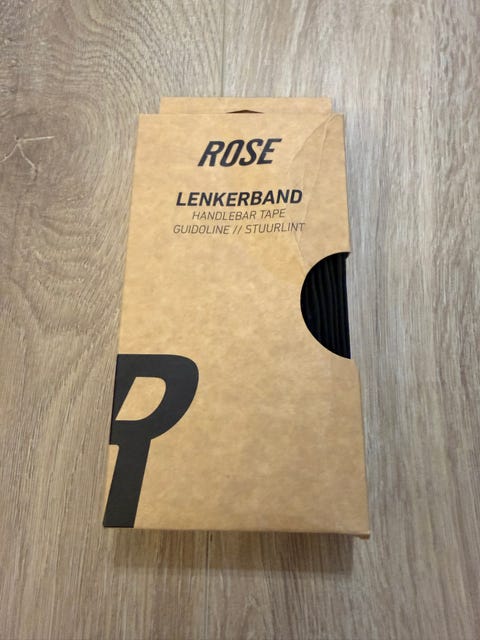 ROSE
LENKERBAND
HANDLEBAR TAPE
GUIDOLINE // STUURLINT
R